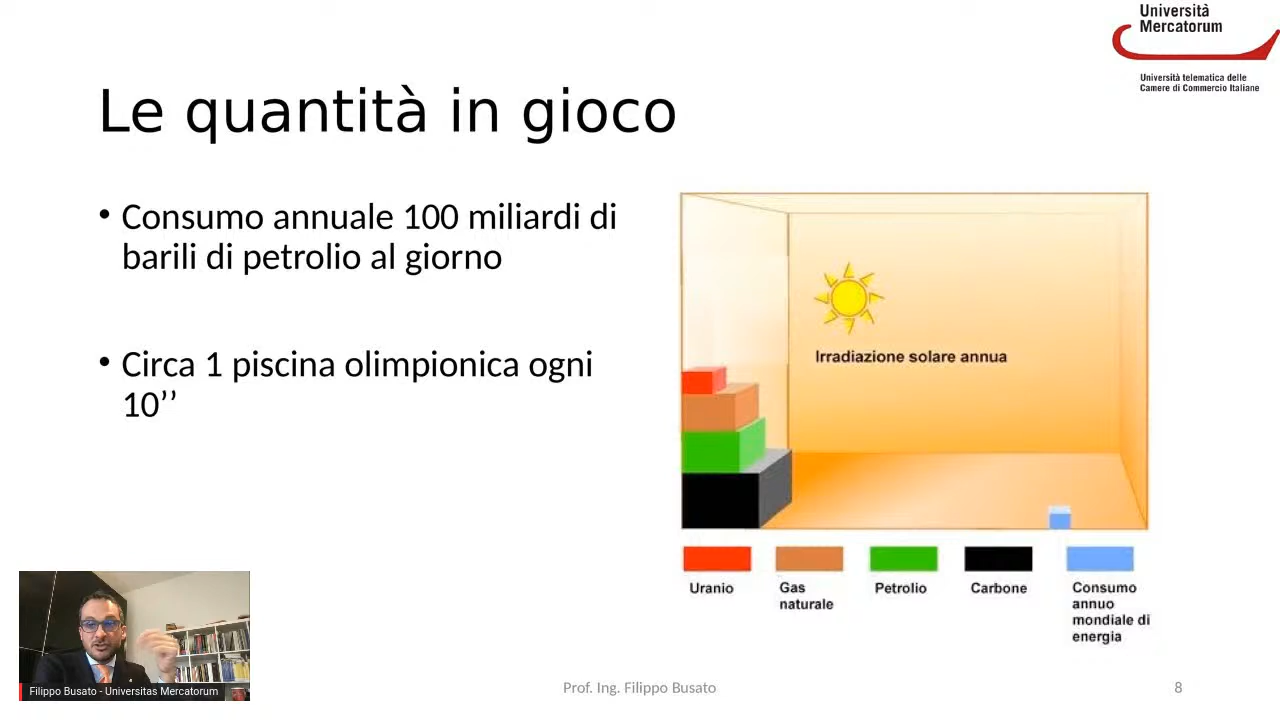 Università
Mercatorum
Università telematica delle
Camere di Commercio Italiane
Le quantità in gioco
• Consumo annuale 100 miliardi di
barili di petrolio al giorno
• Circa 1 piscina olimpionica ogni
10’’
Irradiazione solare annua
Uranio
Gas
naturale
Petrolio
Carbone
Consumo
annuo
mondiale di
energia
Filippo Busato - Universitas Mercatorum
Prof. Ing. Filippo Busato
8